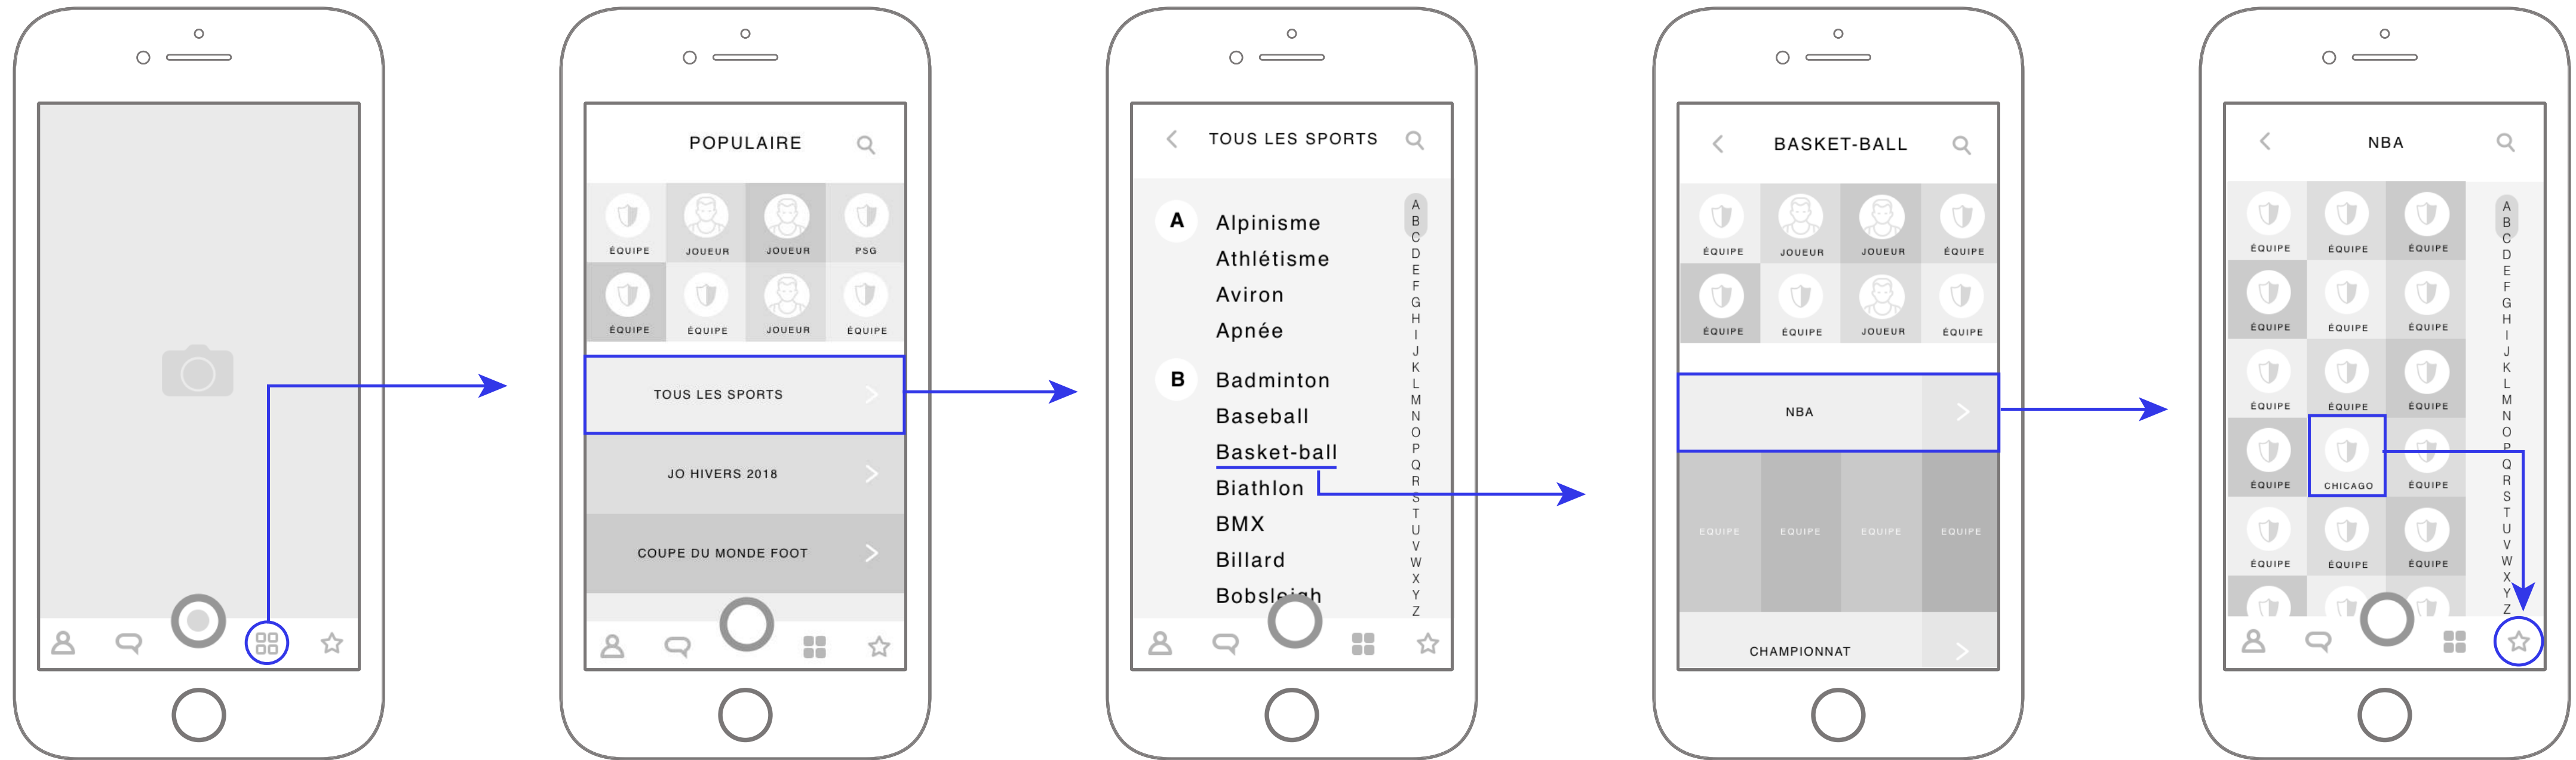 POPULAIRE
ÉQUIPE JOUEUR JOUEUR PSG
ÉQUIPE ÉQUIPE JOUEUR ÉQUIPE
TOUS LES SPORTS
JO HIVERS 2018
COUPE DU MONDE FOOT
TOUS LES SPORTS
A Alpinisme
Athlétisme
Aviron
Apnée
B Badminton
Baseball
Basket-ball
Biathlon
BMX
Billard
Bobsleigh
A
B
C
D
E
F
G
H
I
J
K
L
M
N
O
P
Q
R
S
T
U
V
W
X
Y
Z
BASKET-BALL
ÉQUIPE JOUEUR JOUEUR ÉQUIPE
ÉQUIPE ÉQUIPE JOUEUR ÉQUIPE
NBA
EQUIPE EQUIPE EQUIPE EQUIPE
CHAMPIONNAT
NBA
ÉQUIPE ÉQUIPE ÉQUIPE
ÉQUIPE ÉQUIPE ÉQUIPE
ÉQUIPE ÉQUIPE ÉQUIPE
ÉQUIPE CHICAGO ÉQUIPE
ÉQUIPE ÉQUIPE ÉQUIPE
A
B
C
D
E
F
G
H
I
J
K
L
M
N
O
P
Q
R
S
T
U
V
W
X
Y
Z